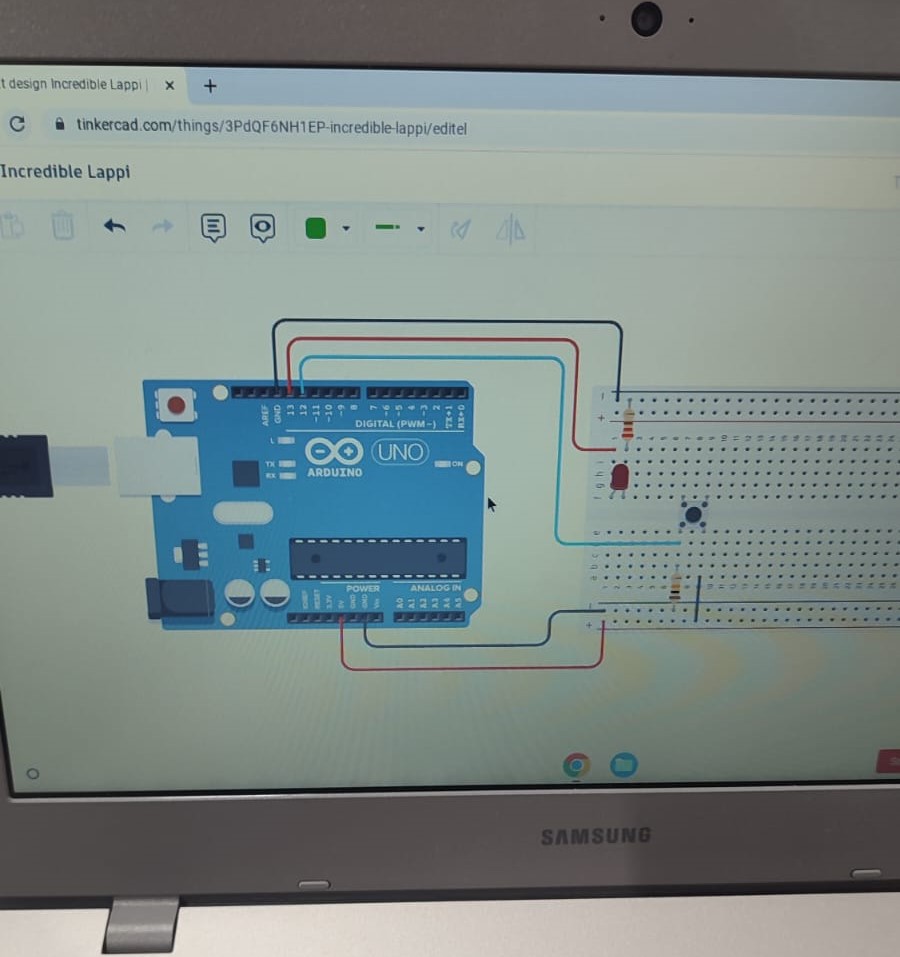 t design Incredible Lappi |
tinkercad.com/things/3PdQF6NH1EP-incredible-lappi/editel
Incredible Lappi
AREF
GND
13
12
~11
~10
~9
8
7
~6
~5
4
~3
2
TX→1
RX←0
DIGITAL (PWM~)
L
TX
RX
ARDUINO
UNO
ON
POWER
ANALOG IN
IOREF
RESET
3.3V
5V
GND
GND
Vin
A0
A1
A2
A3
A4
A5
SAMSUNG